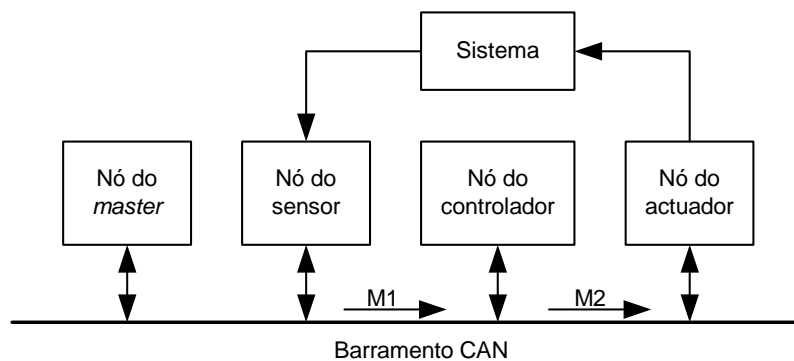 Sistema
Nó do
master
Nó do
sensor
Nó do
controlador
Nó do
actuador
M1
M2
Barramento CAN